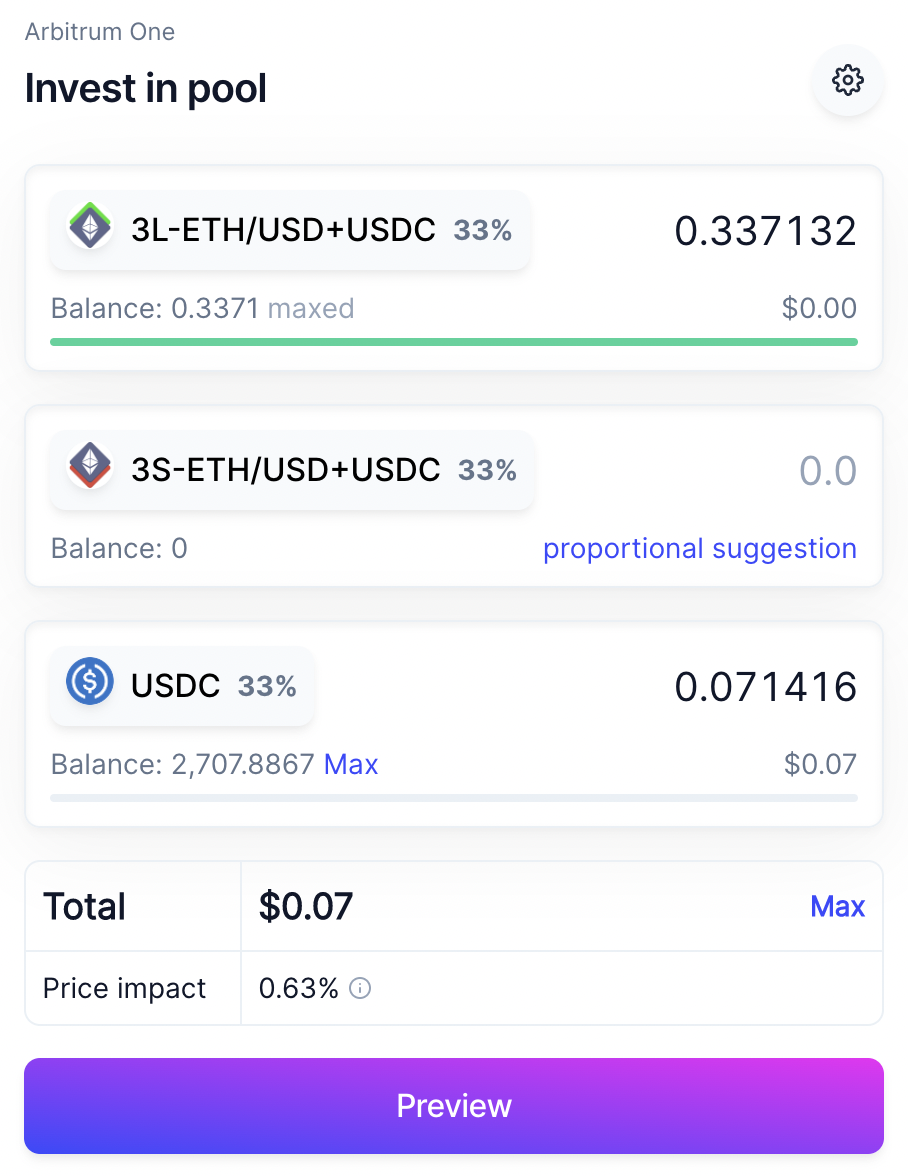 Arbitrum One
Invest in pool
3L-ETH/USD+USDC 33% 0.337132
Balance: 0.3371 maxed $0.00
3S-ETH/USD+USDC 33% 0.0
Balance: 0 proportional suggestion
USDC 33% 0.071416
Balance: 2,707.8867 Max $0.07
Total $0.07 Max
Price impact 0.63%
Preview